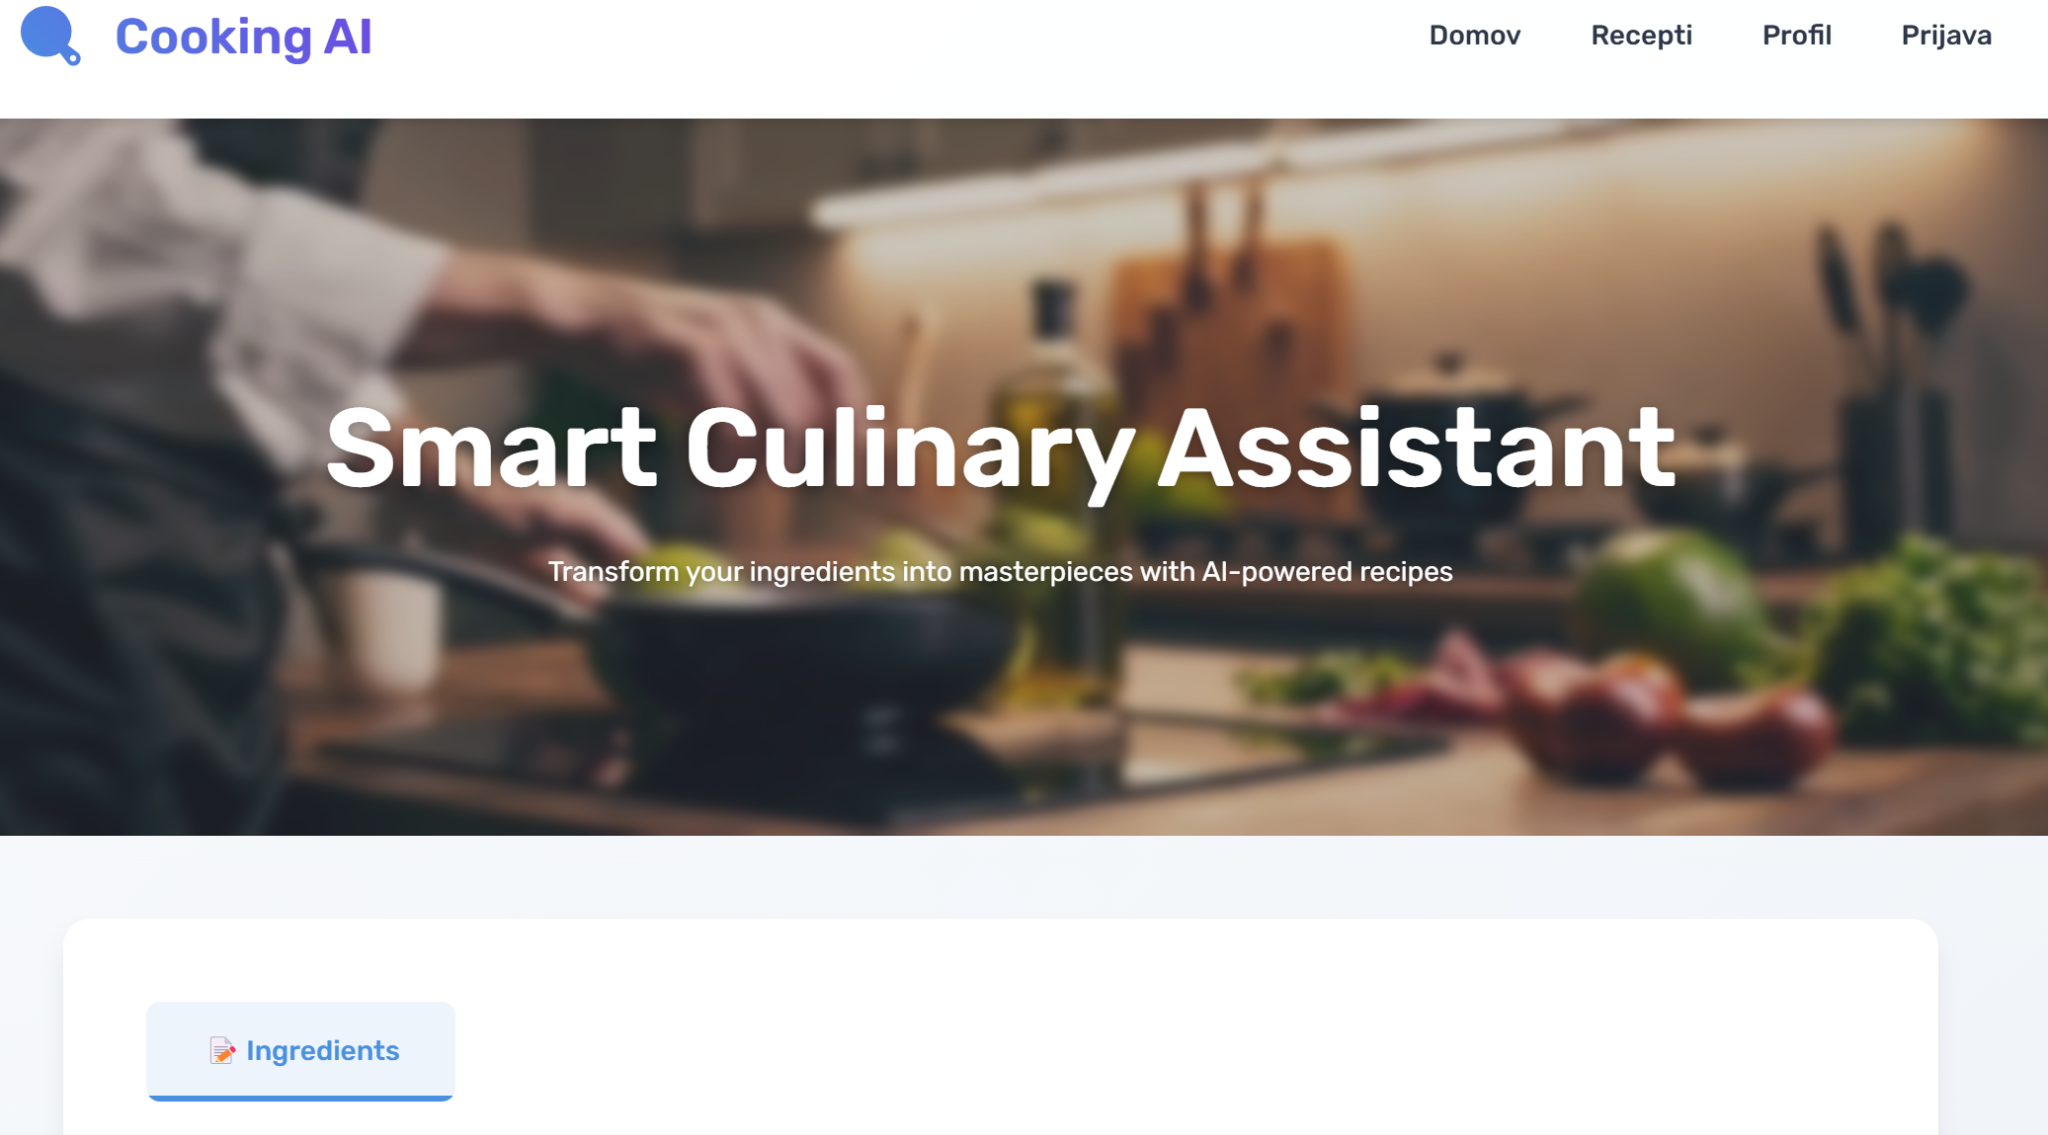 Cooking AI
Domov Recepti Profil Prijava
Smart Culinary Assistant
Transform your ingredients into masterpieces with AI-powered recipes
Ingredients